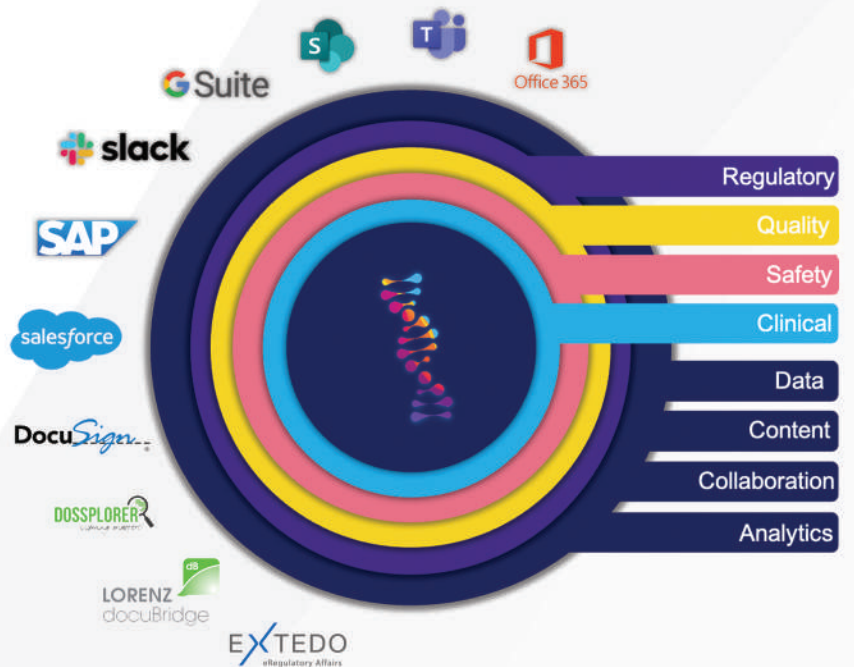 S
T
Office 365
G Suite
slack
SAP
salesforce
DocuSign
DOSSPLORER
dB
LORENZ
docuBridge
EXTEDO
eRegulatory Affairs
Regulatory
Quality
Safety
Clinical
Data
Content
Collaboration
Analytics